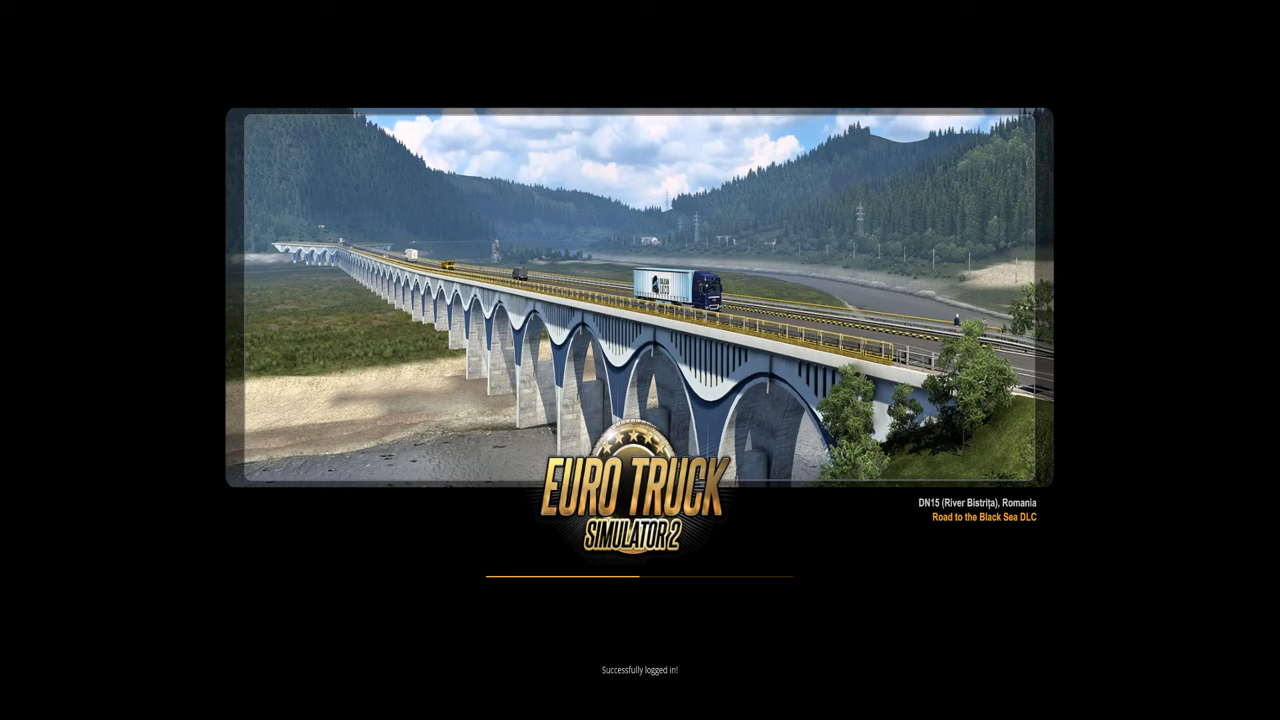 EURO TRUCK
SIMULATOR 2
DN15 (River Bistrița), Romania
Road to the Black Sea DLC
Successfully logged in!